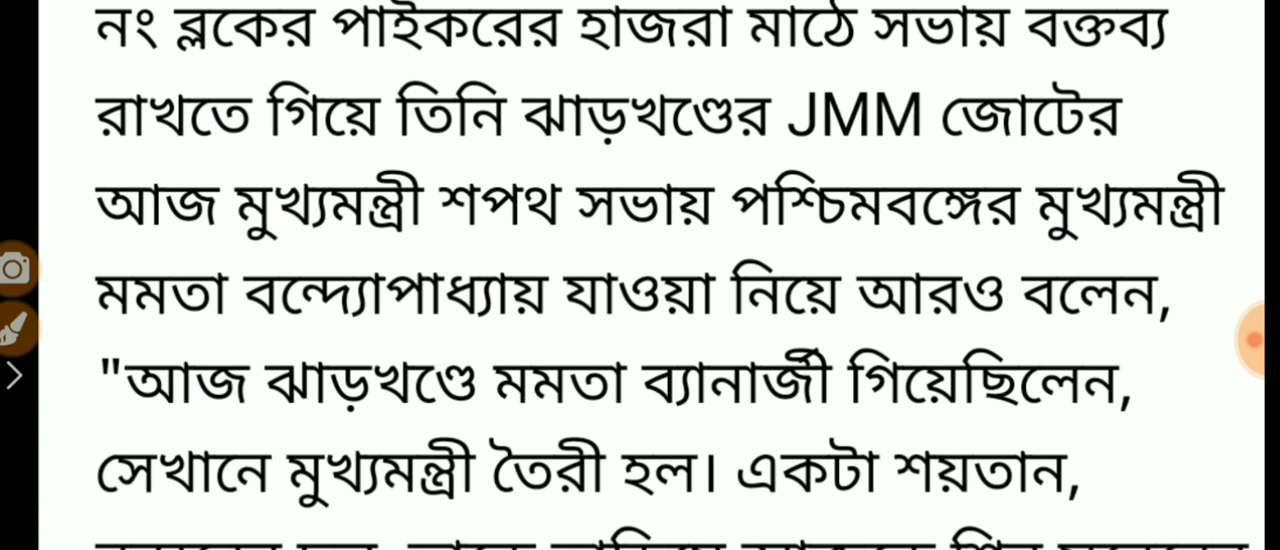 নং ব্লকের পাইকরের হাজরা মাঠে সভায় বক্তব্য
রাখতে গিয়ে তিনি ঝাড়খণ্ডের JMM জোটের
আজ মুখ্যমন্ত্রী শপথ সভায় পশ্চিমবঙ্গের মুখ্যমন্ত্রী
মমতা বন্দ্যোপাধ্যায় যাওয়া নিয়ে আরও বলেন,
"আজ ঝাড়খণ্ডে মমতা ব্যানার্জী গিয়েছিলেন,
সেখানে মুখ্যমন্ত্রী তৈরী হল। একটা শয়তান,